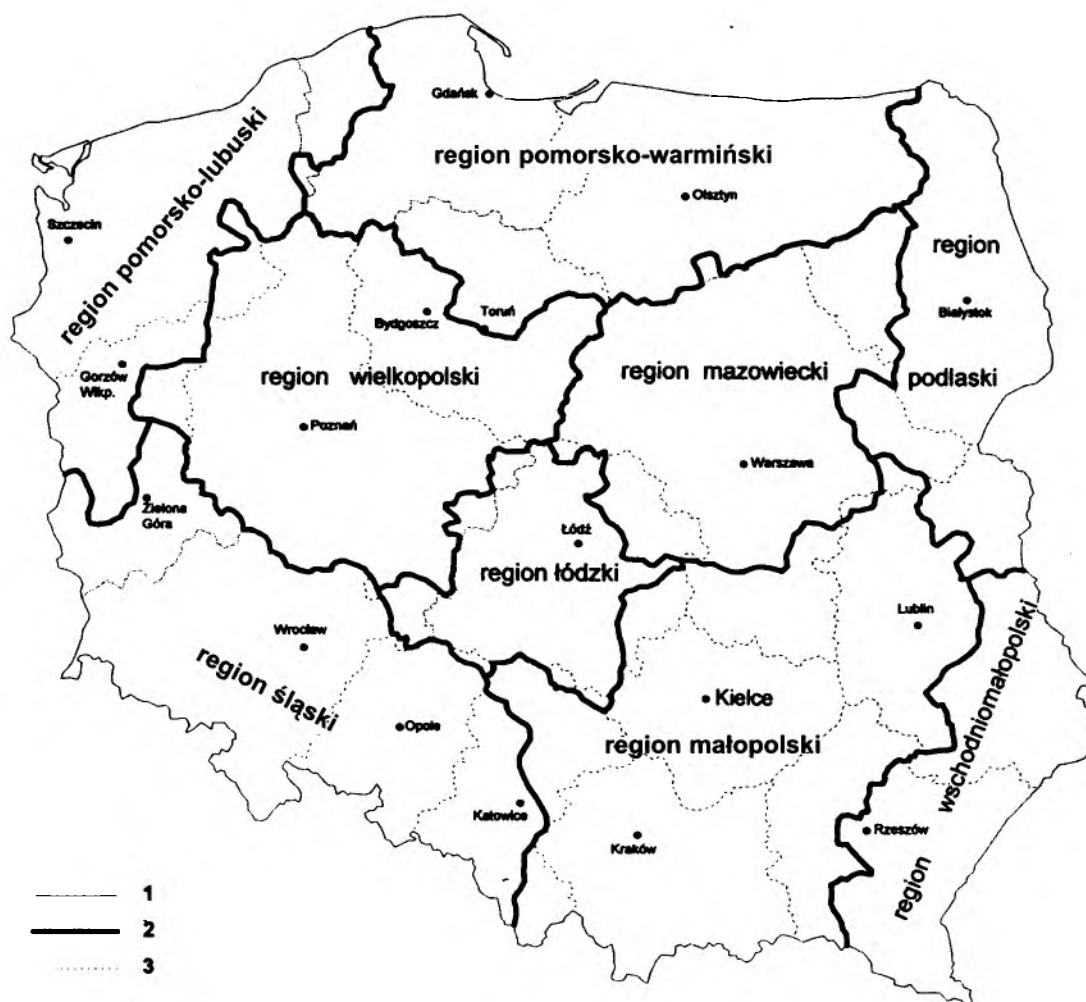 Gdańsk
region pomorsko-warmiński
region pomorsko-lubuski
Olsztyn
Szczecin
region
Białystok
podlaski
Toruń
Bydgoszcz
Gorzów
Wlkp.
region wielkopolski
region mazowiecki
Poznań
Warszawa
Zielona
Góra
Łódź
region łódzki
Wrocław
Lublin
region śląski
Opole
Kielce
region małopolski
region wschodniomałopolski
Katowice
Kraków
Rzeszów
1
2
3